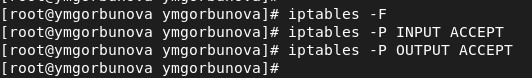 [root@ymgorbunova ymgorbunova]# iptables -F
[root@ymgorbunova ymgorbunova]# iptables -P INPUT ACCEPT
[root@ymgorbunova ymgorbunova]# iptables -P OUTPUT ACCEPT
[root@ymgorbunova ymgorbunova]#